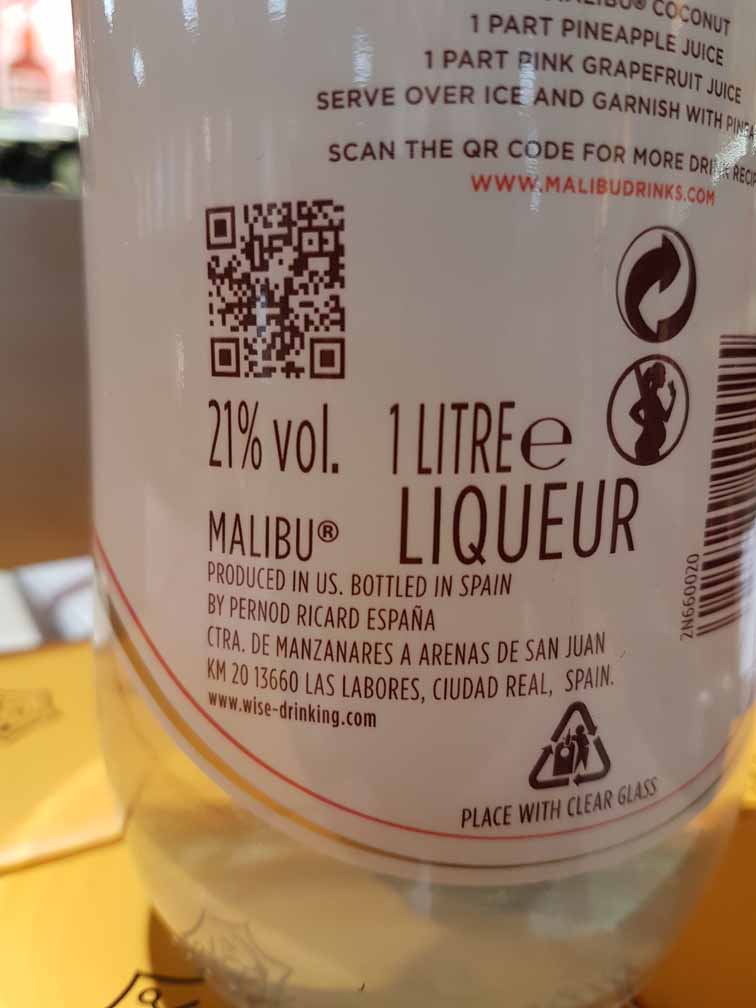 COCONUT
1 PART PINEAPPLE JUICE
1 PART PINK GRAPEFRUIT JUICE
SERVE OVER ICE AND GARNISH WITH
SCAN THE QR CODE FOR MORE
WWW.MALIBUDRINKS.COM
21% vol. 1 LITRE e
MALIBU® LIQUEUR
PRODUCED IN US. BOTTLED IN SPAIN
BY PERNOD RICARD ESPAÑA
CTRA. DE MANZANARES A ARENAS DE SAN JUAN
KM 20 13660 LAS LABORES, CIUDAD REAL, SPAIN.
www.wise-drinking.com
PLACE WITH CLEAR GLASS
2N660020